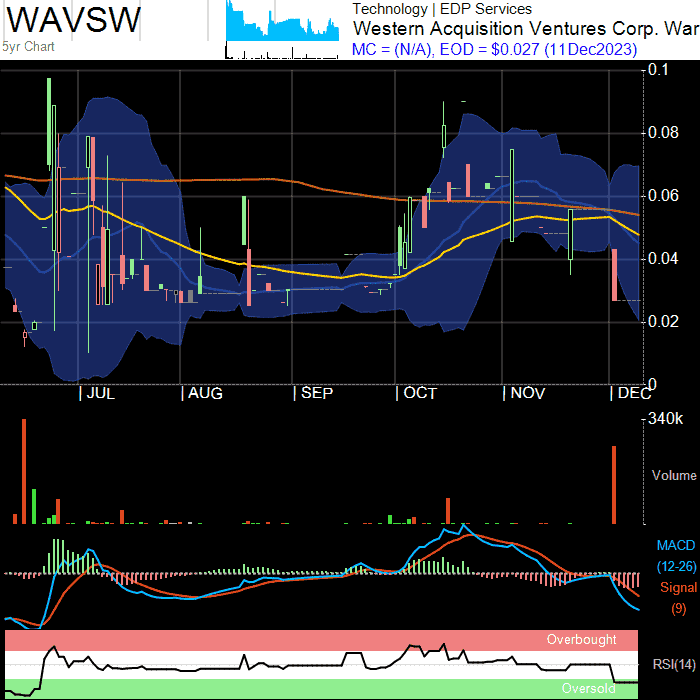 WAVSW
5yr Chart
Technology | EDP Services
Western Acquisition Ventures Corp. War
MC = (N/A), EOD = $0.027 (11Dec2023)
0.1
0.08
0.06
0.04
0.02
0
| JUL
| AUG
| SEP
| OCT
| NOV
| DEC
340k
Volume
MACD
(12-26)
Signal
(9)
Overbought
RSI(14)
Oversold